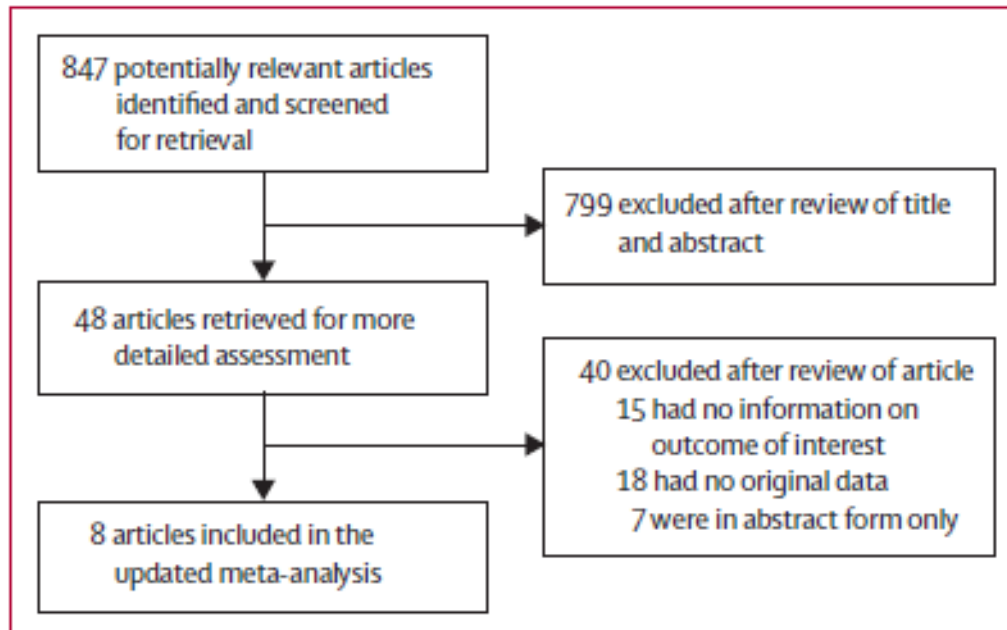 847 potentially relevant articles
identified and screened
for retrieval
799 excluded after review of title
and abstract
48 articles retrieved for more
detailed assessment
40 excluded after review of article
15 had no information on
outcome of interest
18 had no original data
7 were in abstract form only
8 articles included in the
updated meta-analysis